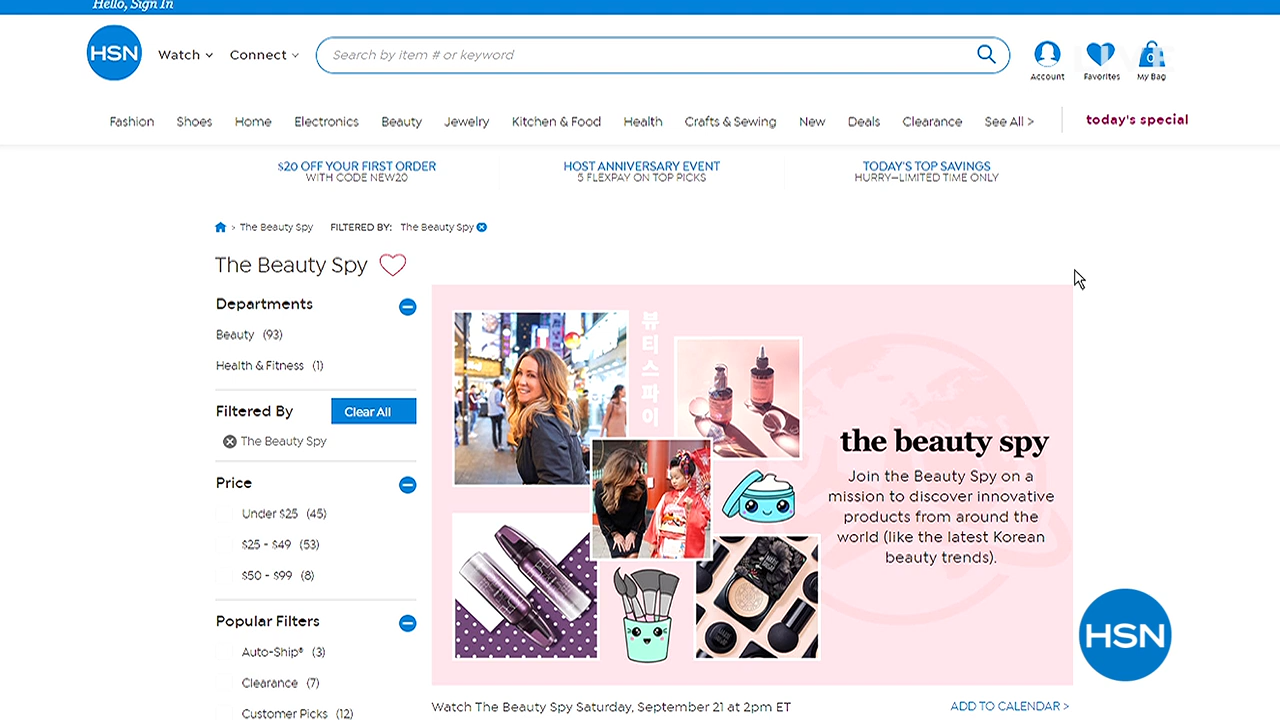 Hello, Sign In
HSN
Watch
Connect
Search by item # or keyword
Account
Favorites
0
My Bag
LIVE
Fashion
Shoes
Home
Electronics
Beauty
Jewelry
Kitchen & Food
Health
Crafts & Sewing
New
Deals
Clearance
See All >
today's special
$20 OFF YOUR FIRST ORDER
WITH CODE NEW20
HOST ANNIVERSARY EVENT
5 FLEXPAY ON TOP PICKS
TODAY'S TOP SAVINGS
HURRY—LIMITED TIME ONLY
> The Beauty Spy FILTERED BY: The Beauty Spy
The Beauty Spy
Departments
Beauty (93)
Health & Fitness (1)
Filtered By
Clear All
The Beauty Spy
Price
Under $25 (45)
$25 - $49 (53)
$50 - $99 (8)
Popular Filters
Auto-Ship® (3)
Clearance (7)
Customer Picks (12)
뷰티스파이
the beauty spy
Join the Beauty Spy on a
mission to discover innovative
products from around the
world (like the latest Korean
beauty trends).
HSN
Watch The Beauty Spy Saturday, September 21 at 2pm ET
ADD TO CALENDAR >